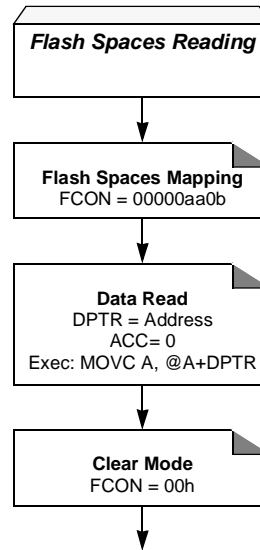 Flash Spaces Reading
Flash Spaces Mapping
FCON = 00000aa0b
Data Read
DPTR = Address
ACC= 0
Exec: MOVC A, @A+DPTR
Clear Mode
FCON = 00h